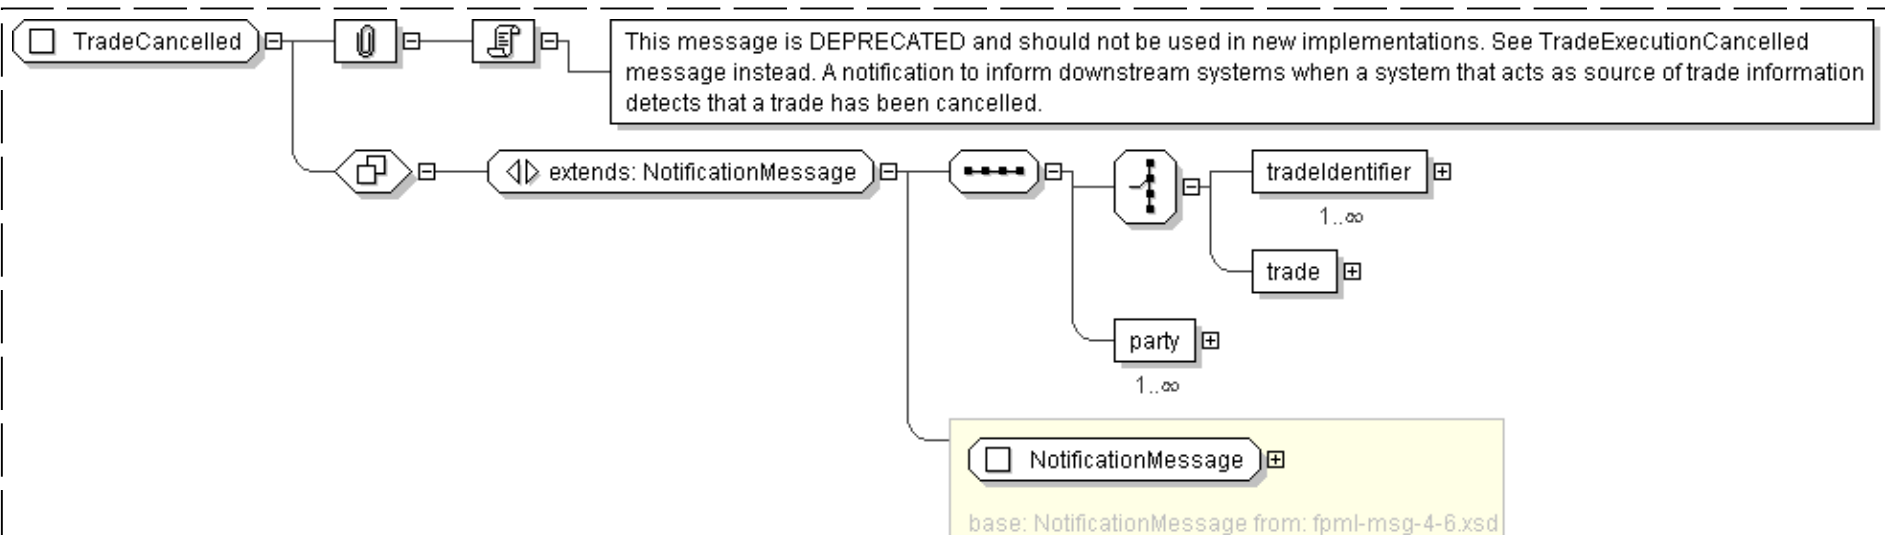 TradeCancelled
This message is DEPRECATED and should not be used in new implementations. See TradeExecutionCancelled
message instead. A notification to inform downstream systems when a system that acts as source of trade information
detects that a trade has been cancelled.
extends: NotificationMessage
tradeIdentifier
1..∞
trade
party
1..∞
NotificationMessage
base: NotificationMessage from: fpml-msg-4-6.xsd